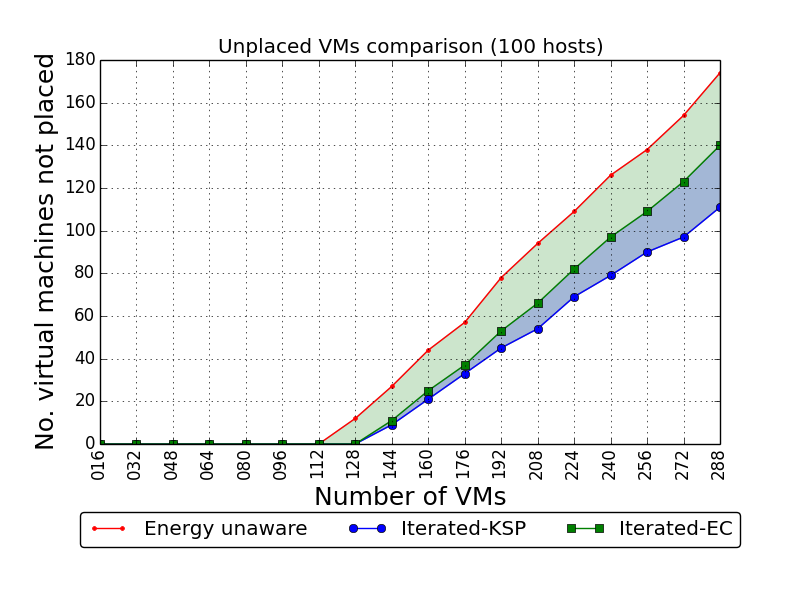 Unplaced VMs comparison (100 hosts)
No. virtual machines not placed
180
160
140
120
100
80
60
40
20
0
016 032 048 064 080 096 112 128 144 160 176 192 208 224 240 256 272 288
Number of VMs
Energy unaware Iterated-KSP Iterated-EC